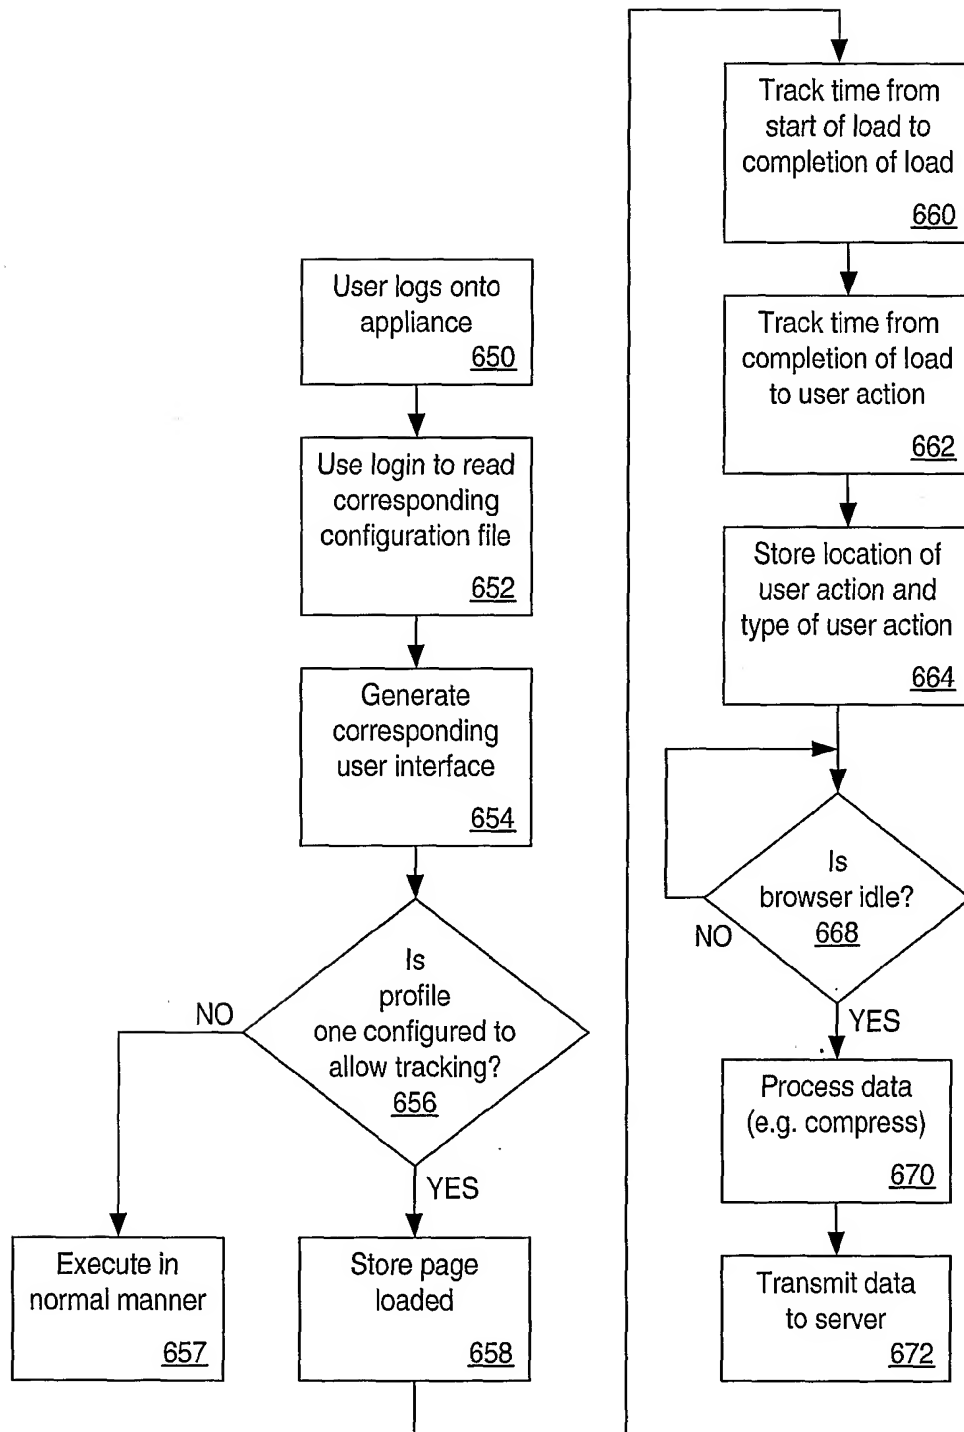 User logs onto
appliance
650
Use login to read
corresponding
configuration file
652
Generate
corresponding
user interface
654
Is
profile
one configured to
allow tracking?
656
NO
YES
Execute in
normal manner
657
Store page
loaded
658
Track time from
start of load to
completion of load
660
Track time from
completion of load
to user action
662
Store location of
user action and
type of user action
664
Is
browser idle?
668
NO
YES
Process data
(e.g. compress)
670
Transmit data
to server
672